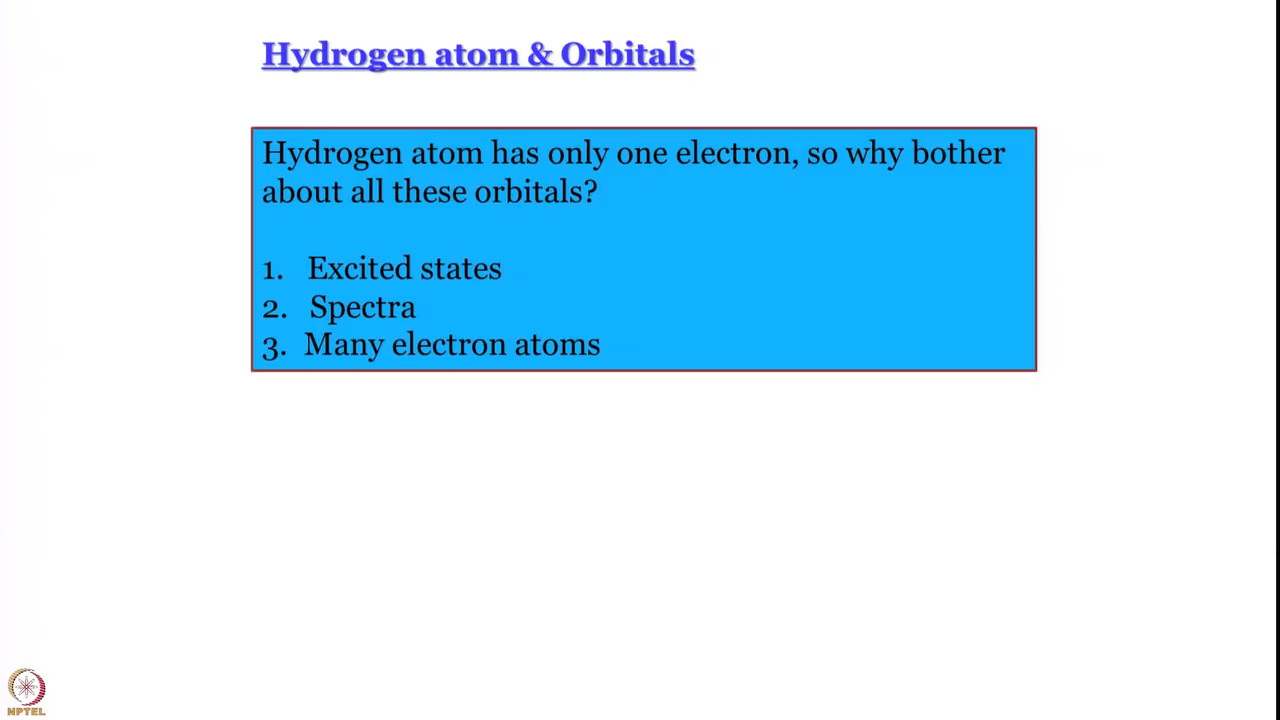 Hydrogen atom & Orbitals
Hydrogen atom has only one electron, so why bother
about all these orbitals?
1. Excited states
2. Spectra
3. Many electron atoms
NPTEL